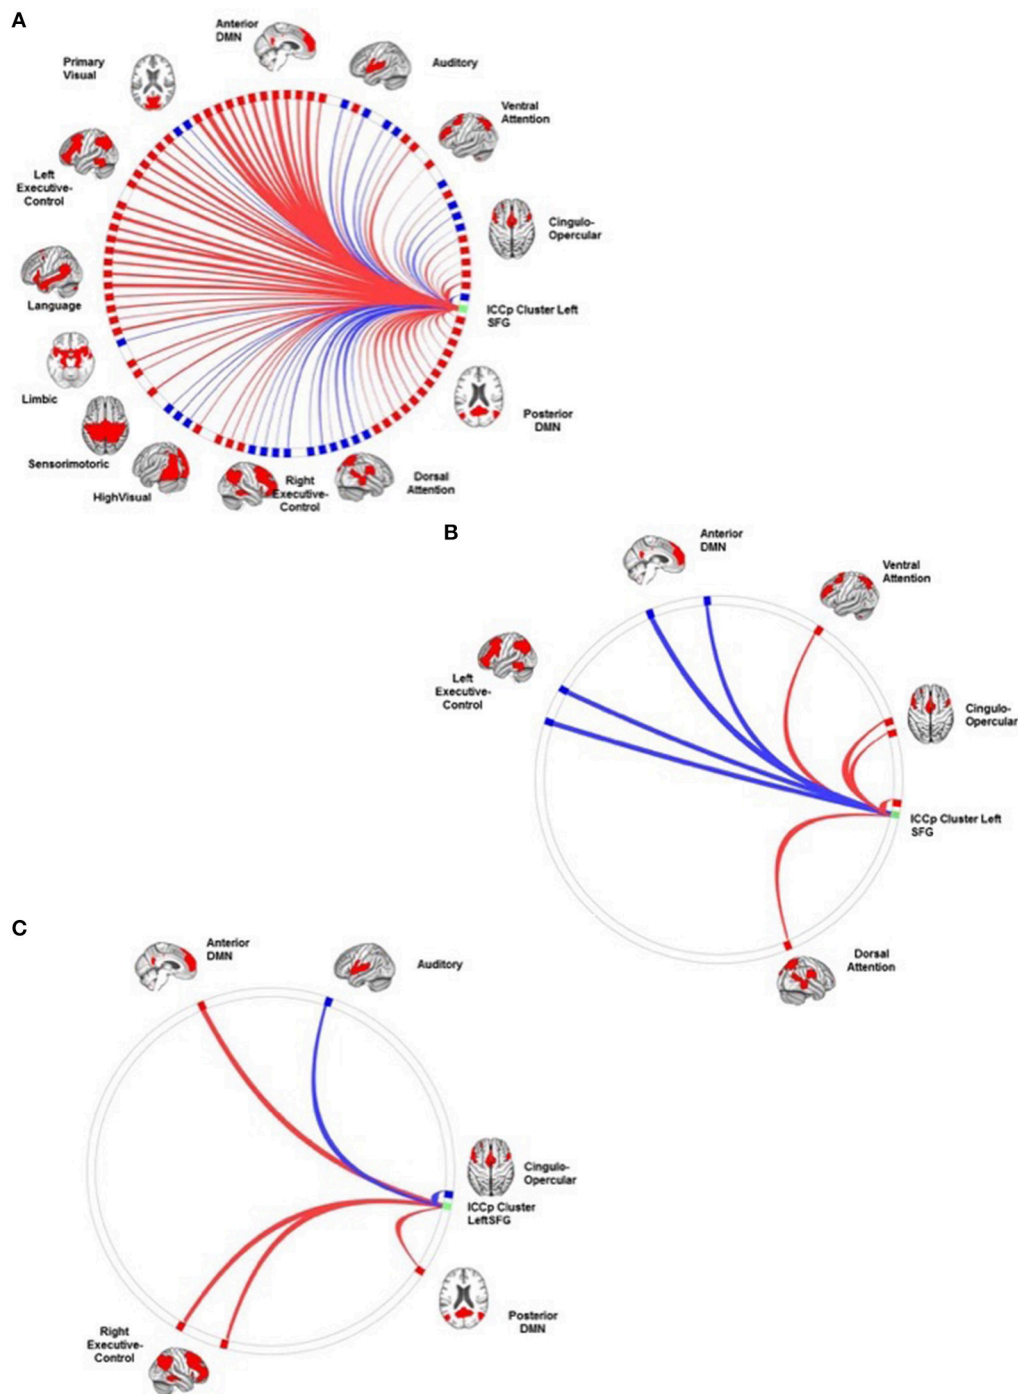 A
Anterior
DMN
Auditory
Primary
Visual
Ventral
Attention
Left
Executive-
Control
Cingulo-
Opercular
Language
ICCp Cluster Left
SFG
Limbic
Posterior
DMN
Sensorimotoric
HighVisual
Right
Executive-
Control
Dorsal
Attention
B
Anterior
DMN
Ventral
Attention
Left
Executive-
Control
Cingulo-
Opercular
ICCp Cluster Left
SFG
Dorsal
Attention
C
Anterior
DMN
Auditory
Cingulo-
Opercular
ICCp Cluster
LeftSFG
Posterior
DMN
Right
Executive-
Control